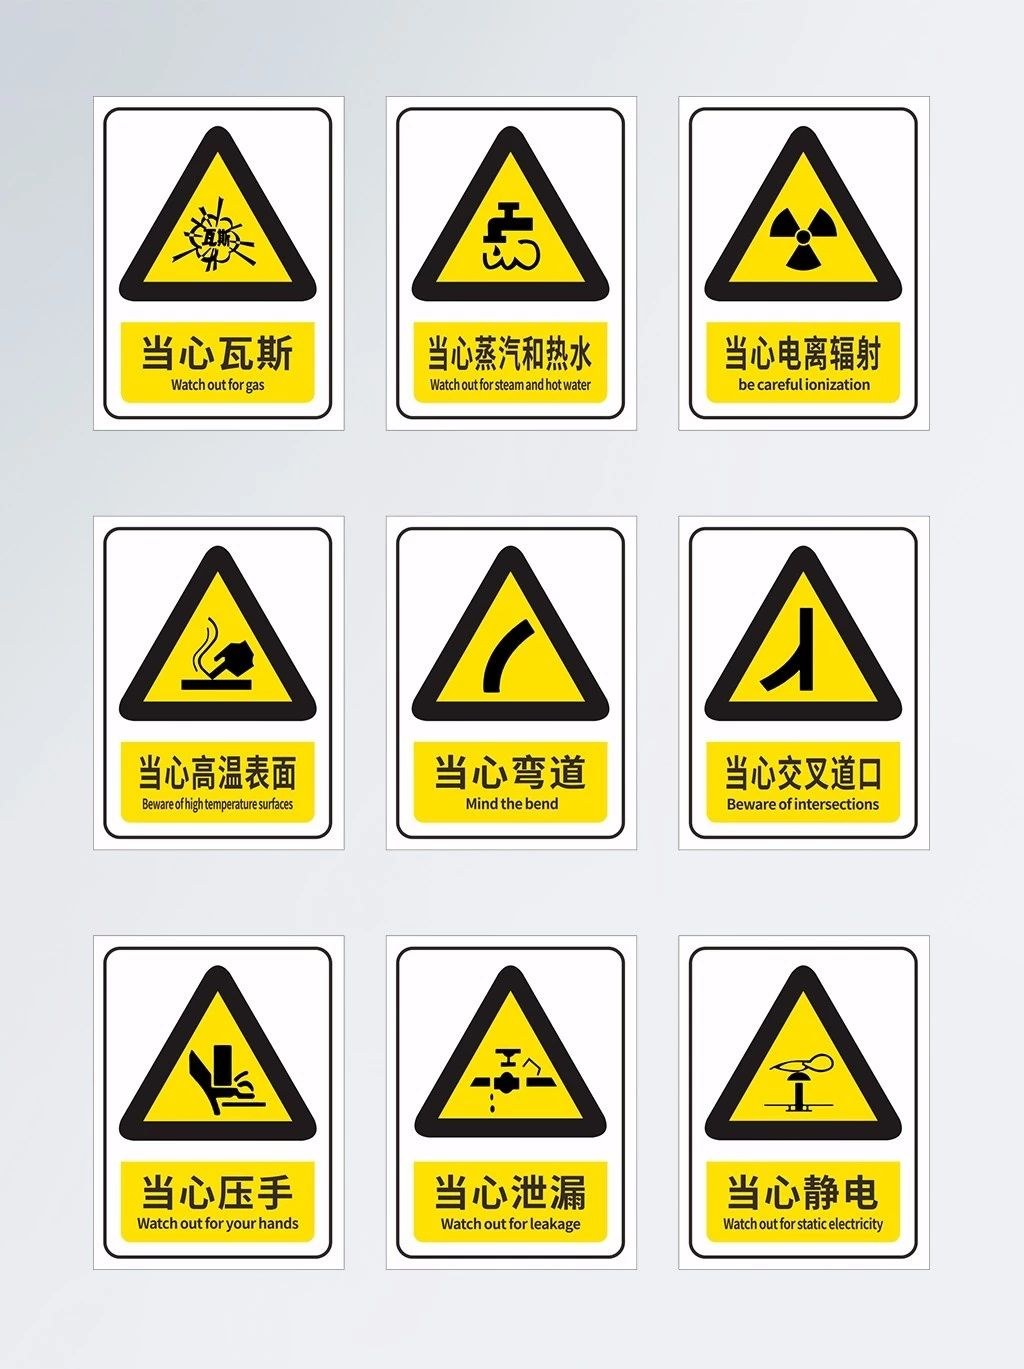 瓦斯
当心瓦斯
Watch out for gas
当心蒸汽和热水
Watch out for steam and hot water
当心电离辐射
be careful ionization
当心高温表面
Beware of high temperature surfaces
当心弯道
Mind the bend
当心交叉道口
Beware of intersections
当心压手
Watch out for your hands
当心泄漏
Watch out for leakage
当心静电
Watch out for static electricity